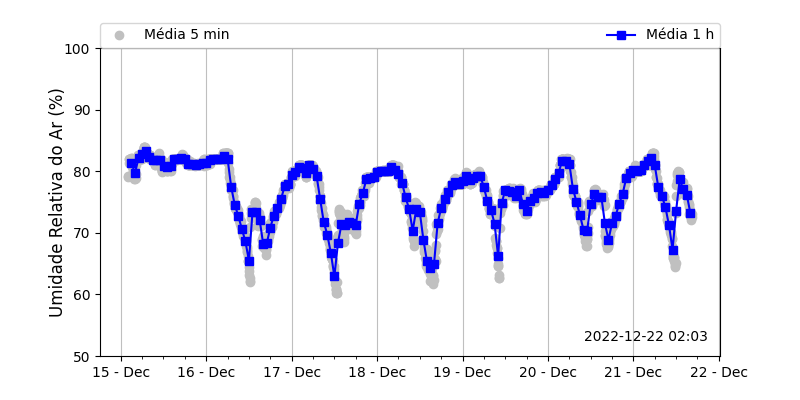 Média 5 min
Média 1 h
Umidade Relativa do Ar (%)
100
90
80
70
60
50
2022-12-22 02:03
15 - Dec
16 - Dec
17 - Dec
18 - Dec
19 - Dec
20 - Dec
21 - Dec
22 - Dec